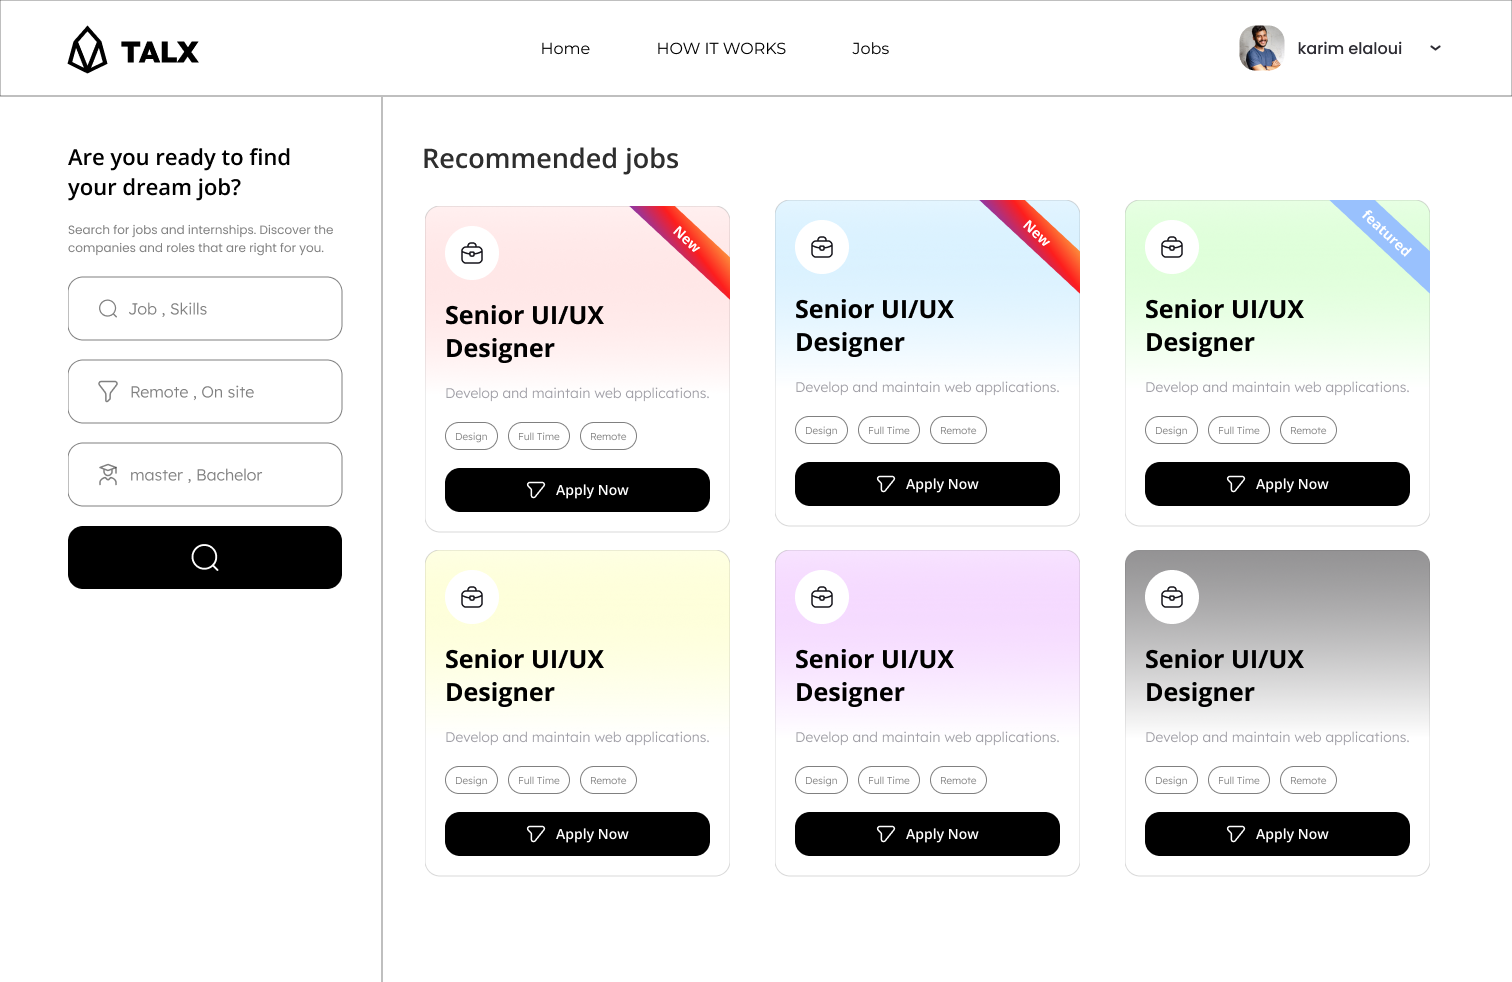 TALX
Home
HOW IT WORKS
Jobs
karim elaloui
Are you ready to find
your dream job?
Search for jobs and internships. Discover the
companies and roles that are right for you.
Job , Skills
Remote , On site
master , Bachelor
Recommended jobs
New
Senior UI/UX
Designer
Develop and maintain web applications.
Design
Full Time
Remote
Apply Now
New
Senior UI/UX
Designer
Develop and maintain web applications.
Design
Full Time
Remote
Apply Now
featured
Senior UI/UX
Designer
Develop and maintain web applications.
Design
Full Time
Remote
Apply Now
Senior UI/UX
Designer
Develop and maintain web applications.
Design
Full Time
Remote
Apply Now
Senior UI/UX
Designer
Develop and maintain web applications.
Design
Full Time
Remote
Apply Now
Senior UI/UX
Designer
Develop and maintain web applications.
Design
Full Time
Remote
Apply Now